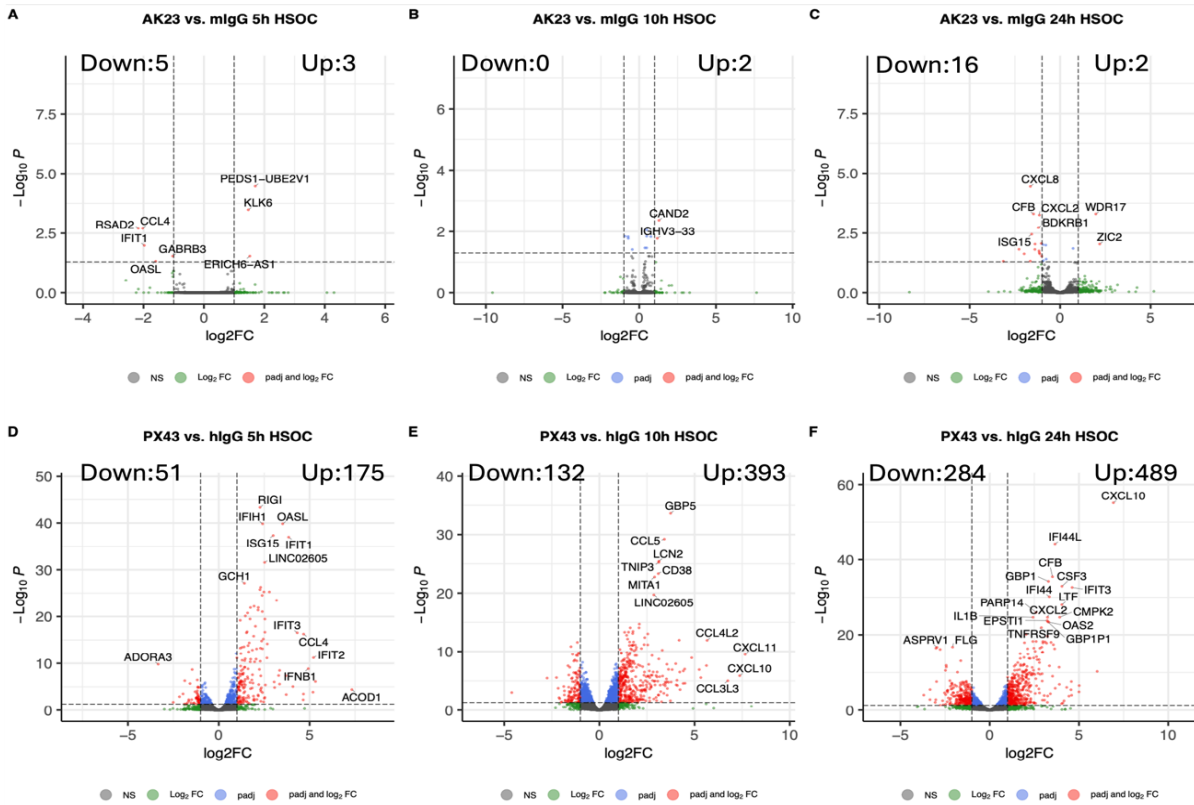 A
AK23 vs. mIgG 5h HSOC
Down:5
Up:3
− Log10 P
7.5
5.0
2.5
0.0
PEDS1−UBE2V1
KLK6
RSAD2
CCL4
IFIT1
GABRB3
OASL
ERICH6−AS1
−4
−2
0
2
4
6
log2FC
NS
Log2 FC
padj and log2 FC
B
AK23 vs. mIgG 10h HSOC
Down:0
Up:2
− Log10 P
6
4
2
0
CAND2
IGHV3−33
−10
−5
0
5
10
log2FC
NS
Log2 FC
padj
padj and log2 FC
C
AK23 vs. mIgG 24h HSOC
Down:16
Up:2
− Log10 P
7.5
5.0
2.5
0.0
CXCL8
CFB
CXCL2
WDR17
BDKRB1
ISG15
ZIC2
−10
−5
0
5
log2FC
NS
Log2 FC
padj
padj and log2 FC
D
PX43 vs. hIgG 5h HSOC
Down:51
Up:175
− Log10 P
50
40
30
20
10
0
RIGI
IFIH1
OASL
ISG15
IFIT1
LINC02605
GCH1
IFIT3
CCL4
IFIT2
ADORA3
IFNB1
ACOD1
−5
0
5
log2FC
NS
Log2 FC
padj
padj and log2 FC
E
PX43 vs. hIgG 10h HSOC
Down:132
Up:393
− Log10 P
40
30
20
10
0
GBP5
CCL5
LCN2
TNIP3
CD38
MITA1
LINC02605
CCL4L2
CXCL11
CXCL10
CCL3L3
−5
0
5
10
log2FC
NS
Log2 FC
padj
padj and log2 FC
F
PX43 vs. hIgG 24h HSOC
Down:284
Up:489
− Log10 P
60
40
20
0
CXCL10
IFI44L
CFB
GBP1
CSF3
IFI44
IFIT3
LTF
PARP14
CXCL2
CMPK2
IL1B
EPSTI1
OAS2
TNFRSF9
GBP1P1
ASPRV1
FLG
−5
0
5
10
log2FC
NS
Log2 FC
padj
padj and log2 FC